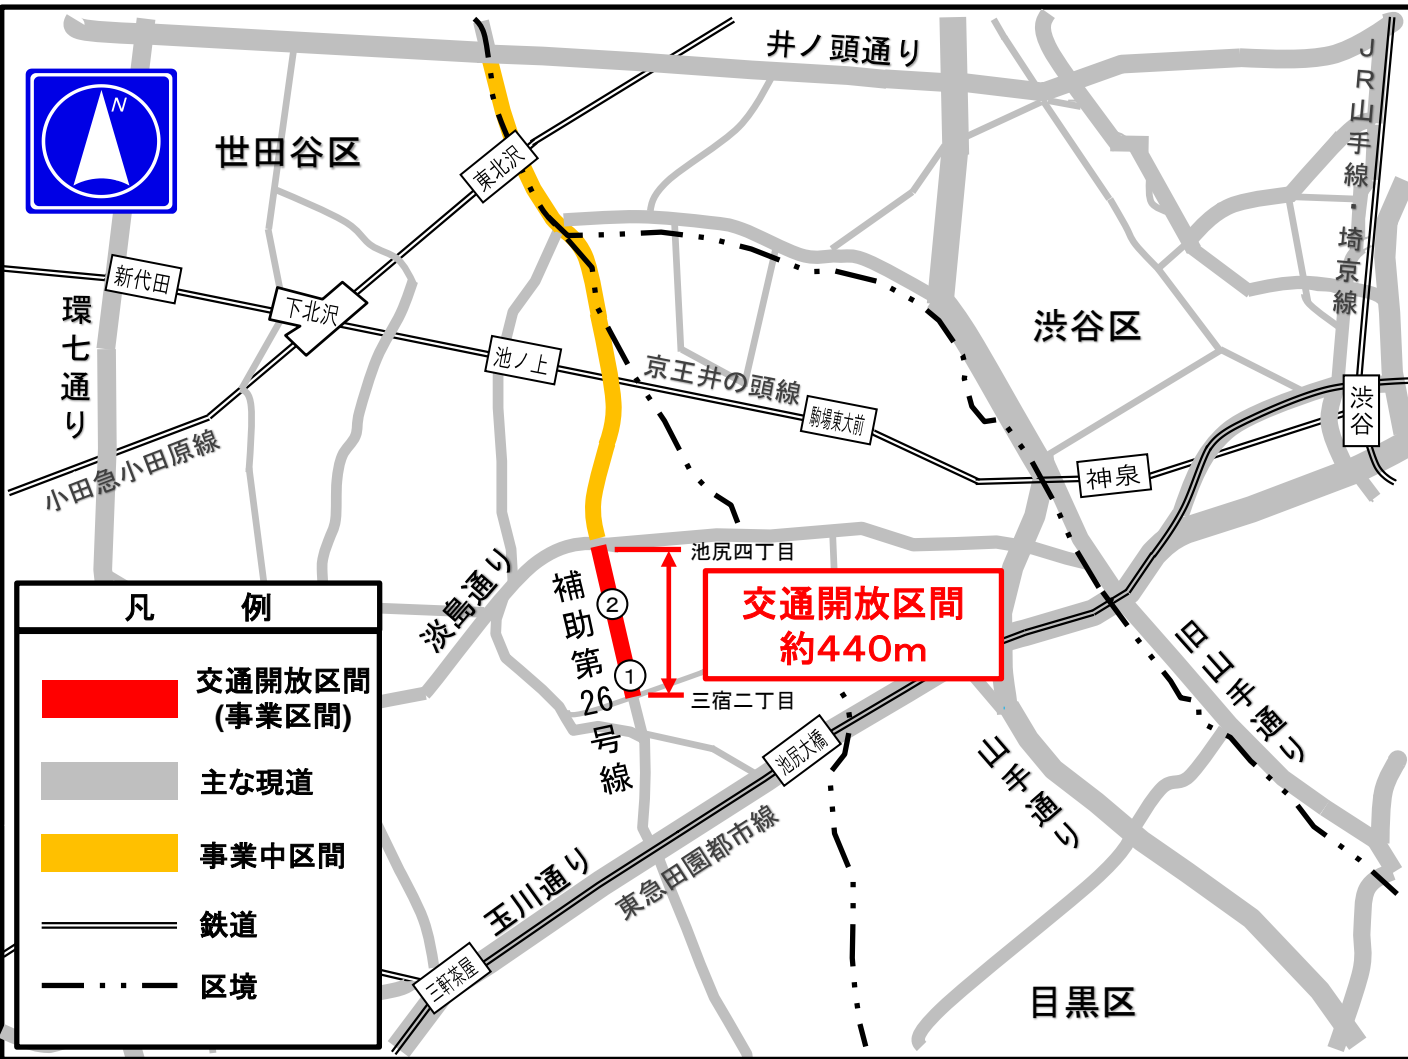 井ノ頭通り
JR山手線・埼京線
N
世田谷区
東北沢
新代田
下北沢
環七通り
池ノ上
京王井の頭線
駒場東大前
渋谷区
渋谷
神泉
小田急小田原線
淡島通り
池尻四丁目
補助第26号線
②
①
交通開放区間
約440m
三宿二丁目
旧山手通り
山手通り
池尻大橋
玉川通り
東急田園都市線
三軒茶屋
目黒区
凡 例
交通開放区間
(事業区間)
主な現道
事業中区間
鉄道
区境